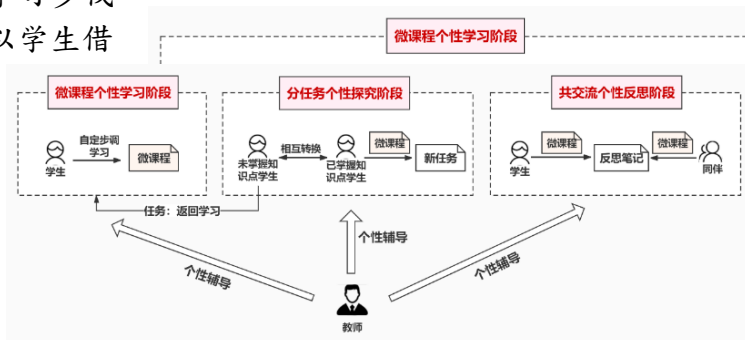 以学生借
微课程个性学习阶段
微课程个性学习阶段
分任务个性探究阶段
共交流个性反思阶段
自定步调
学习
学生
微课程
相互转换
未掌握知
识点学生
已掌握知
识点学生
微课程
新任务
学生
微课程
反思笔记
微课程
同伴
任务：返回学习
个性辅导
个性辅导
个性辅导
教师